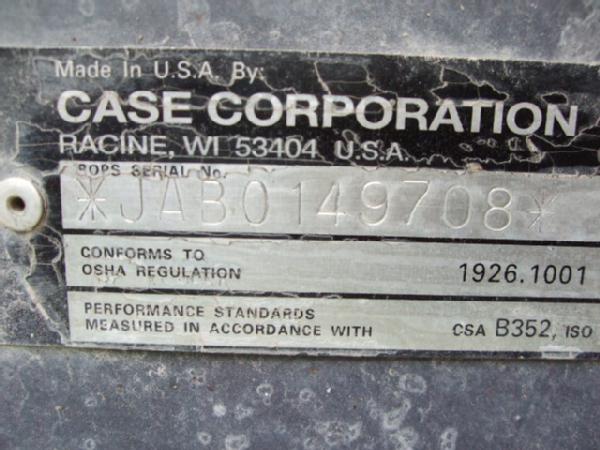 Made In U.S.A. By:
CASE CORPORATION
RACINE, WI 53404 U.S.A.
ROPS SERIAL No.
*JAB0149708*
CONFORMS TO
OSHA REGULATION 1926.1001
PERFORMANCE STANDARDS
MEASURED IN ACCORDANCE WITH CSA B352, ISO